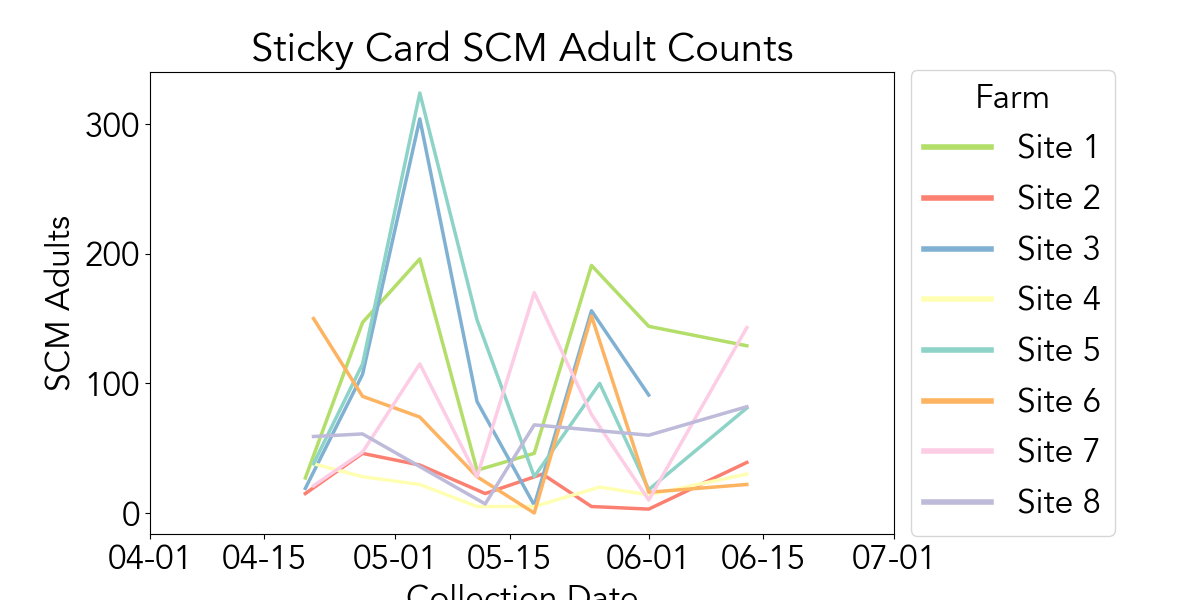 Sticky Card SCM Adult Counts
SCM Adults
300
200
100
0
04-01 04-15 05-01 05-15 06-01 06-15 07-01
Collection Date
Farm
Site 1
Site 2
Site 3
Site 4
Site 5
Site 6
Site 7
Site 8